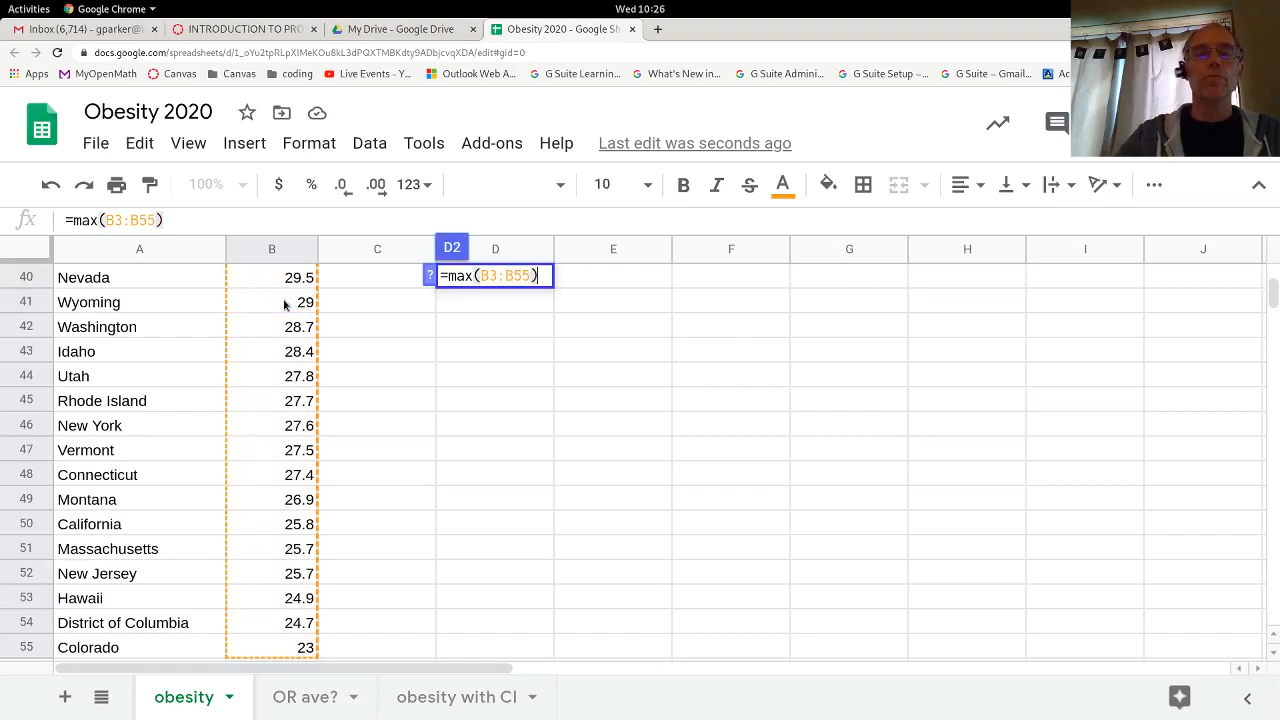 Activities Google Chrome Wed 10:26
Inbox (6,714) - gparker@ INTRODUCTION TO PRO My Drive - Google Drive Obesity 2020 - Google Sh
docs.google.com/spreadsheets/d/1_oYu2tpRLpXIMeKOu8kL3dPQXTMBKdty9ADbjcvqXDA/edit#gid=0
Apps MyOpenMath Canvas Canvas coding Live Events - Y... Outlook Web A... G Suite Learnin... What's New in... G Suite Admini... G Suite Setup –... G Suite – Gmail...
Obesity 2020
File Edit View Insert Format Data Tools Add-ons Help Last edit was seconds ago
100% $ % .0 .00 123 10 B I S A
fx =max(B3:B55)
A B C D2 D E F G H I J
40 Nevada 29.5 ? =max(B3:B55)
41 Wyoming 29
42 Washington 28.7
43 Idaho 28.4
44 Utah 27.8
45 Rhode Island 27.7
46 New York 27.6
47 Vermont 27.5
48 Connecticut 27.4
49 Montana 26.9
50 California 25.8
51 Massachusetts 25.7
52 New Jersey 25.7
53 Hawaii 24.9
54 District of Columbia 24.7
55 Colorado 23
obesity OR ave? obesity with CI